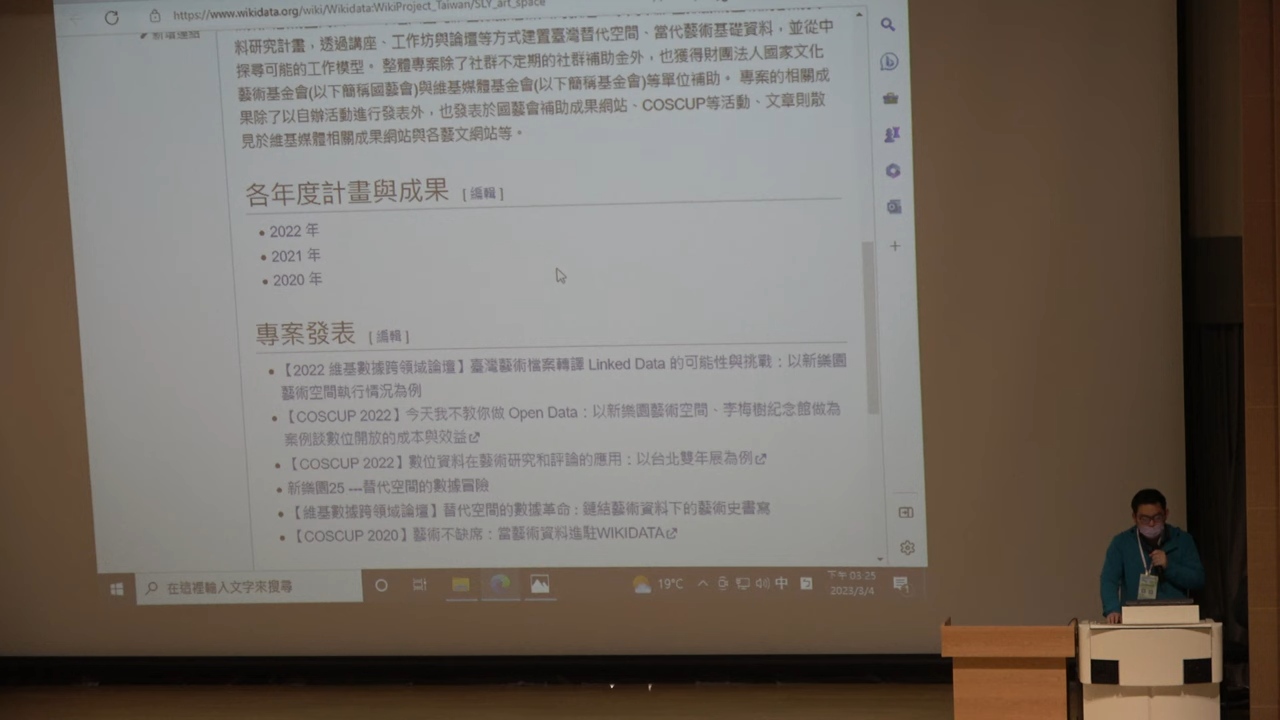 https://www.wikidata.org/wiki/Wikidata:WikiProject_Taiwan/SLY_art_space
新增連結
料研究計畫，透過講座、工作坊與論壇等方式建置臺灣替代空間、當代藝術基礎資料，並從中
探尋可能的工作模型。 整體專案除了社群不定期的社群補助金外，也獲得財團法人國家文化
藝術基金會(以下簡稱國藝會)與維基媒體基金會(以下簡稱基金會)等單位補助。 專案的相關成
果除了以自辦活動進行發表外，也發表於國藝會補助成果網站、COSCUP等活動、文章則散
見於維基媒體相關成果網站與各藝文網站等。
各年度計畫與成果 [ 編輯 ]
2022 年
2021 年
2020 年
專案發表 [ 編輯 ]
【2022 維基數據跨領域論壇】臺灣藝術檔案轉譯 Linked Data 的可能性與挑戰：以新樂園
藝術空間執行情況為例
【COSCUP 2022】今天我不教你做 Open Data：以新樂園藝術空間、李梅樹紀念館做為
案例談數位開放的成本與效益
【COSCUP 2022】數位資料在藝術研究和評論的應用：以台北雙年展為例
新樂園25 ---替代空間的數據冒險
【維基數據跨領域論壇】替代空間的數據革命 : 鏈結藝術資料下的藝術史書寫
【COSCUP 2020】藝術不缺席：當藝術資料進駐WIKIDATA
在這裡輸入文字來搜尋
19°C
中
下午 03:25
2023/3/4